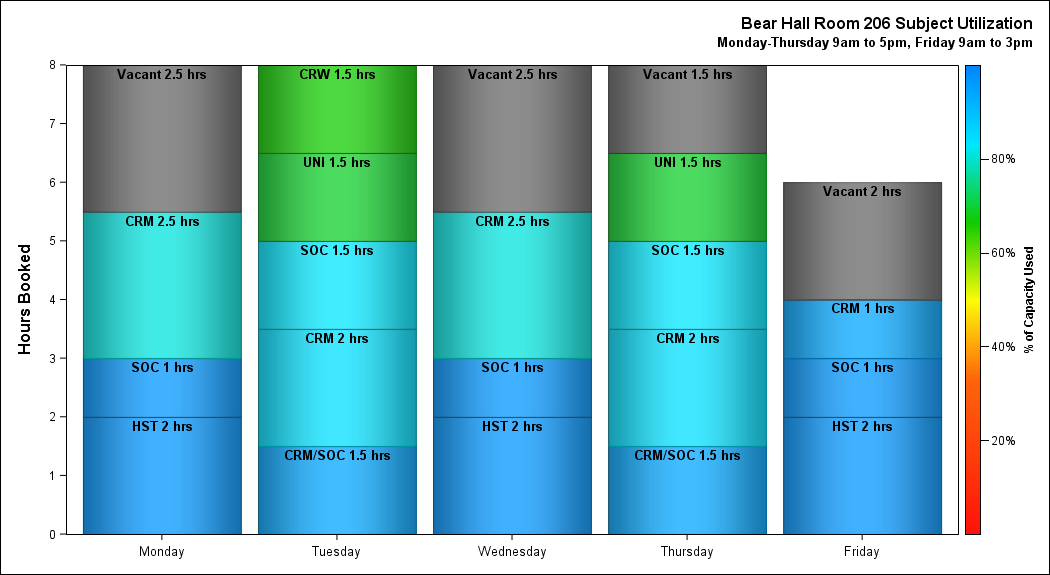 Bear Hall Room 206 Subject Utilization
Monday-Thursday 9am to 5pm, Friday 9am to 3pm
Hours Booked
8
7
6
5
4
3
2
1
0
Vacant 2.5 hrs
CRM 2.5 hrs
SOC 1 hrs
HST 2 hrs
Monday
CRW 1.5 hrs
UNI 1.5 hrs
SOC 1.5 hrs
CRM 2 hrs
CRM/SOC 1.5 hrs
Tuesday
Vacant 2.5 hrs
CRM 2.5 hrs
SOC 1 hrs
HST 2 hrs
Wednesday
Vacant 1.5 hrs
UNI 1.5 hrs
SOC 1.5 hrs
CRM 2 hrs
CRM/SOC 1.5 hrs
Thursday
Vacant 2 hrs
CRM 1 hrs
SOC 1 hrs
HST 2 hrs
Friday
80%
60%
40%
20%
% of Capacity Used